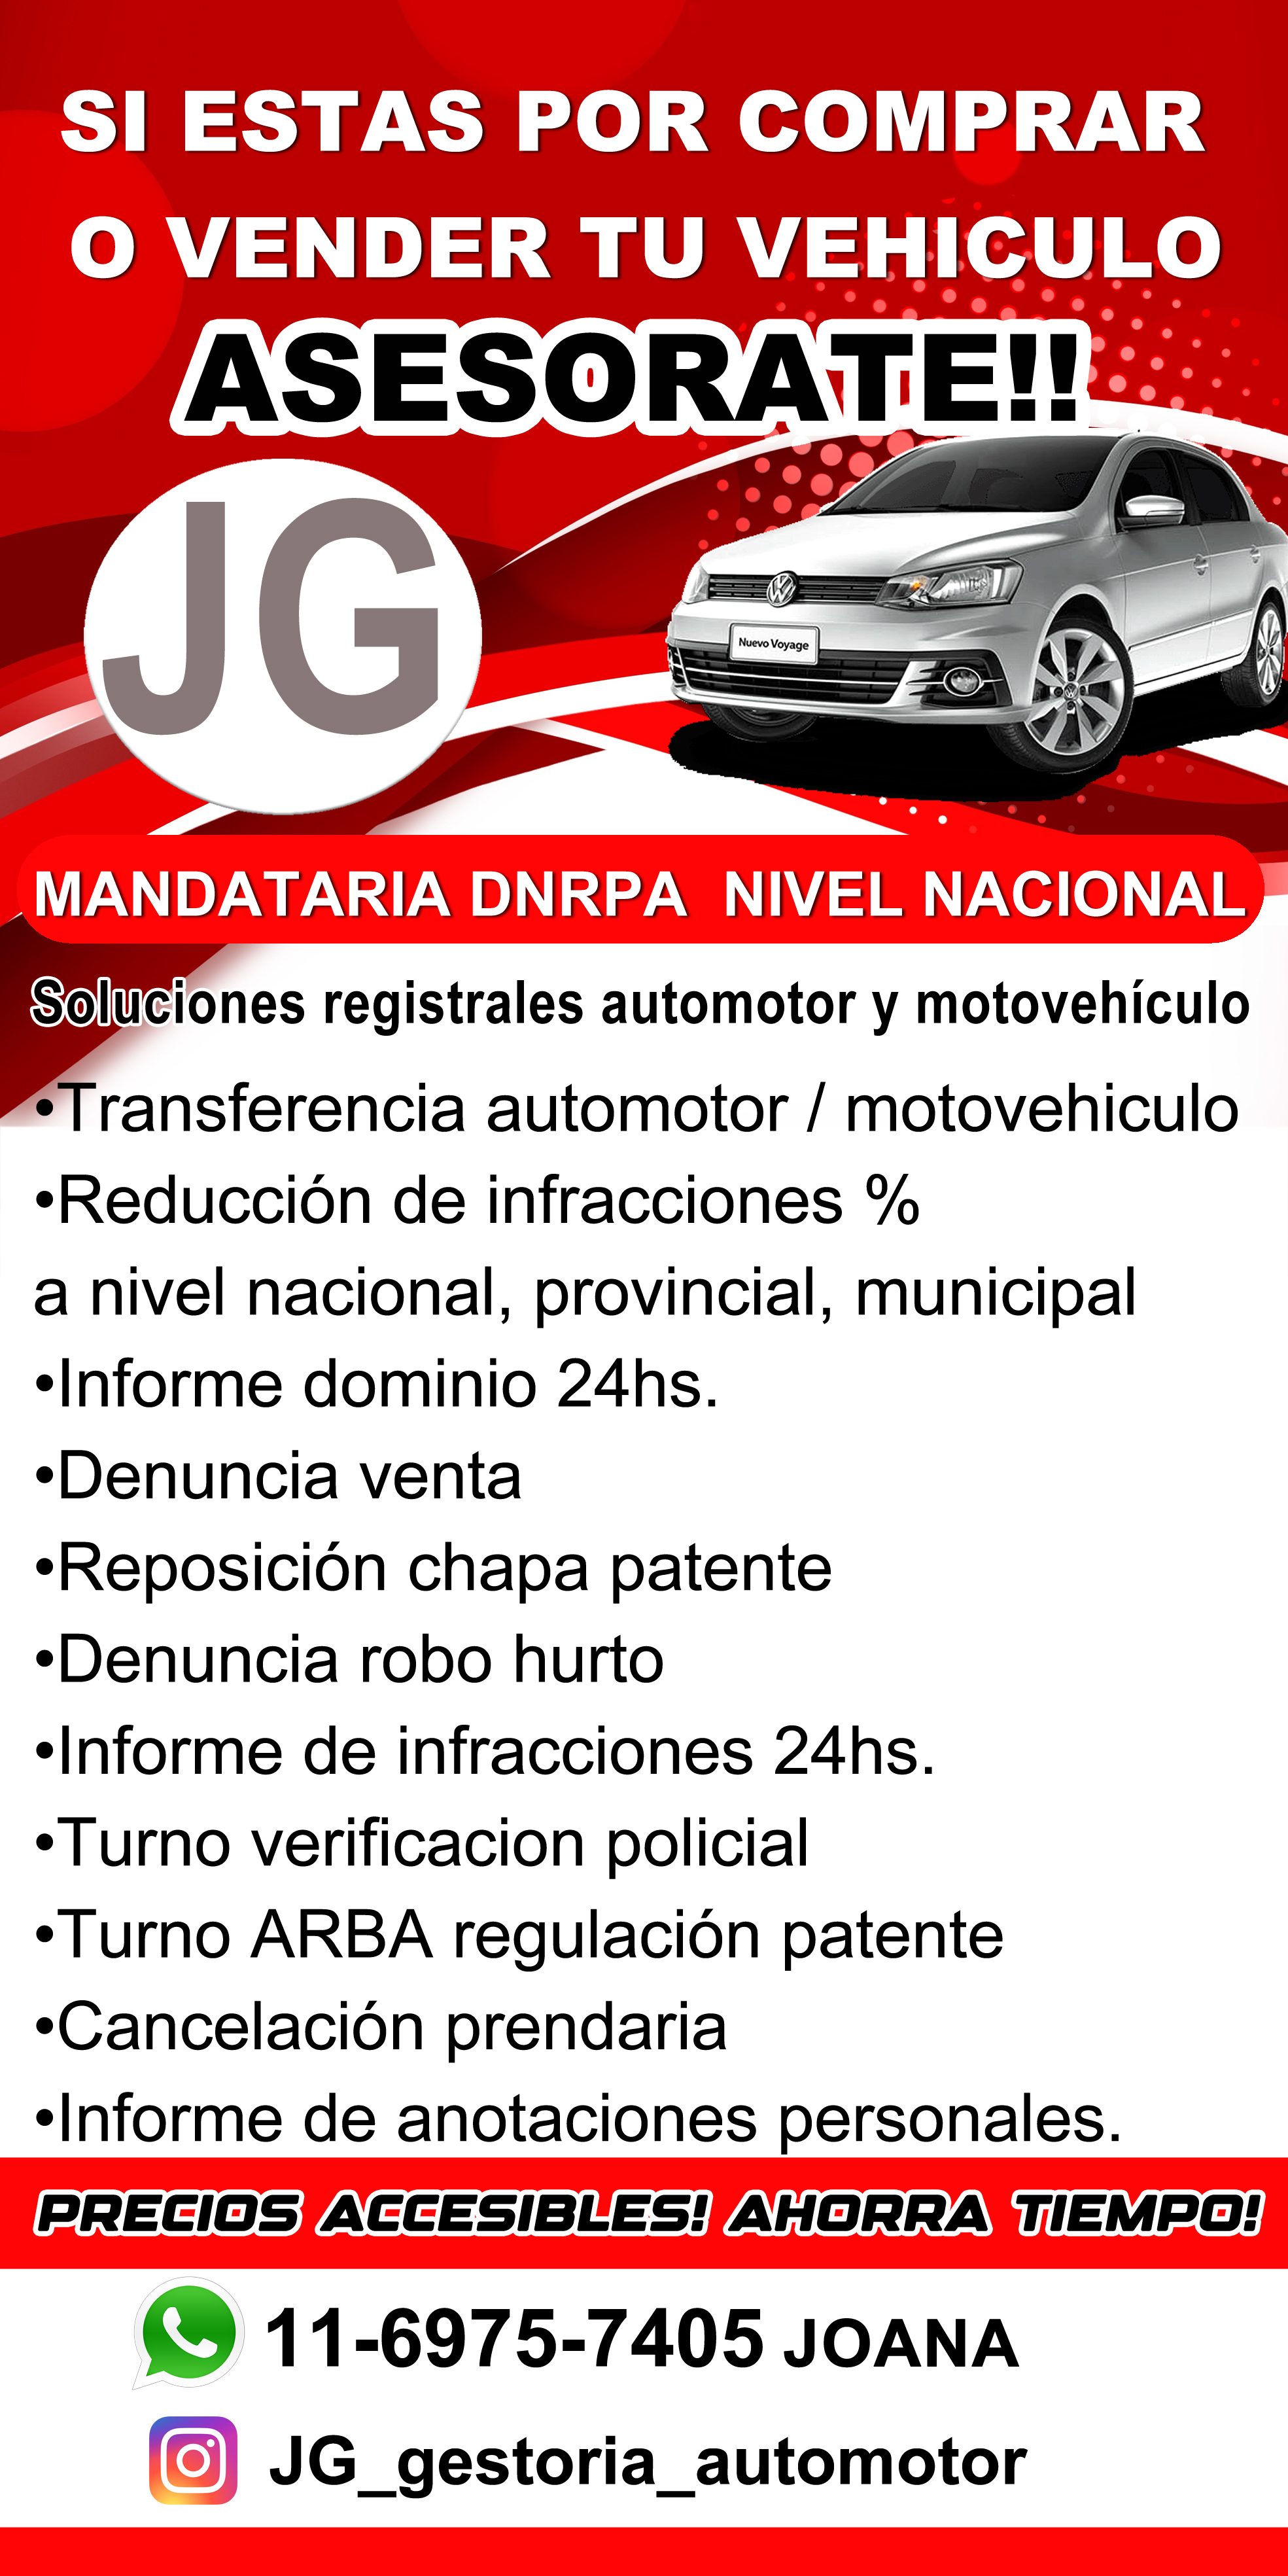 SI ESTAS POR COMPRAR
O VENDER TU VEHICULO
ASESORATE!!
JG
Nuevo Voyage
MANDATARIA DNRPA NIVEL NACIONAL
Soluciones registrales automotor y motovehículo
•Transferencia automotor / motovehiculo
•Reducción de infracciones %
a nivel nacional, provincial, municipal
•Informe dominio 24hs.
•Denuncia venta
•Reposición chapa patente
•Denuncia robo hurto
•Informe de infracciones 24hs.
•Turno verificacion policial
•Turno ARBA regulación patente
•Cancelación prendaria
•Informe de anotaciones personales.
PRECIOS ACCESIBLES! AHORRA TIEMPO!
11-6975-7405 JOANA
JG_gestoria_automotor